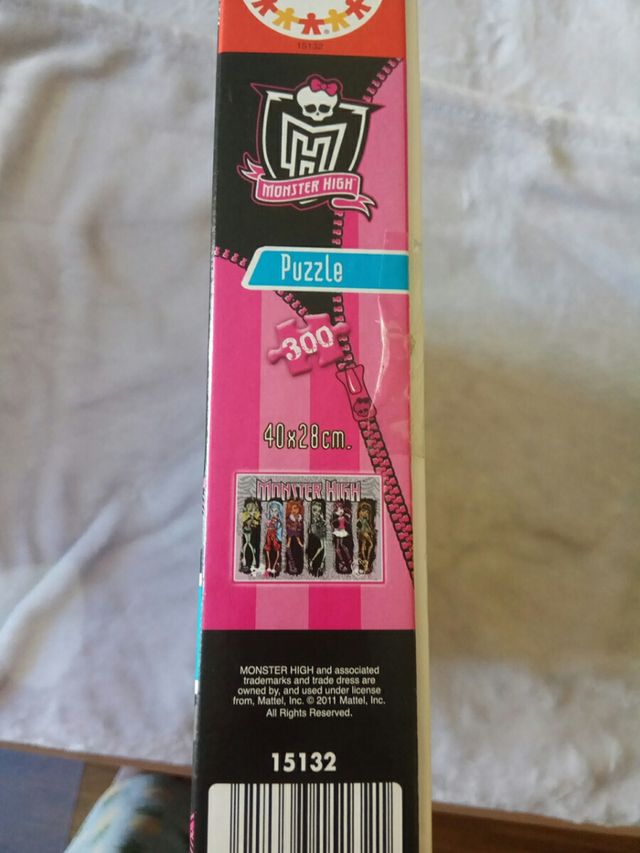 15132
MONSTER HIGH
Puzzle
300
40x28cm.
MONSTER HIGH
MONSTER HIGH and associated
trademarks and trade dress are
owned by, and used under license
from, Mattel, Inc. © 2011 Mattel, Inc.
All Rights Reserved.
15132